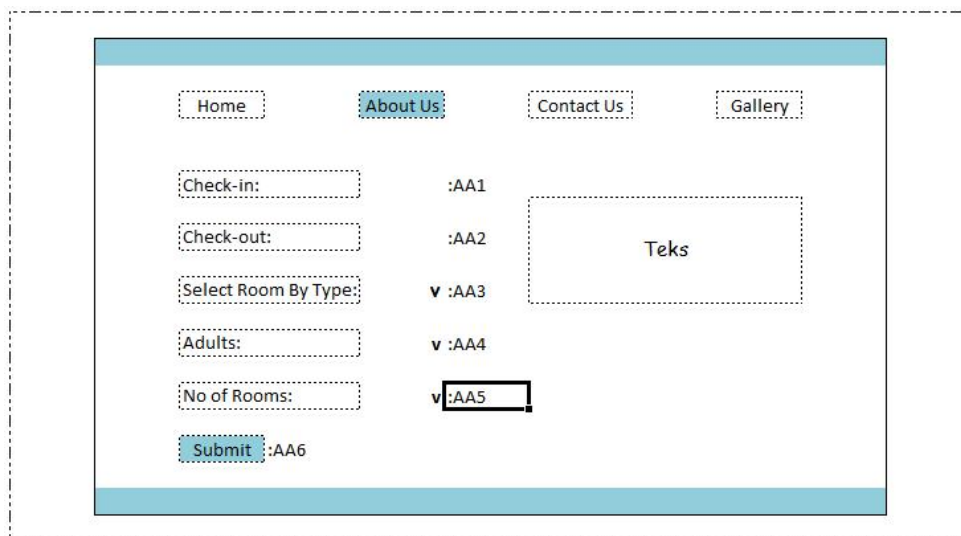 Home About Us Contact Us Gallery
Check-in: :AA1
Check-out: :AA2
Teks
Select Room By Type: v :AA3
Adults: v :AA4
No of Rooms: v :AA5
Submit :AA6